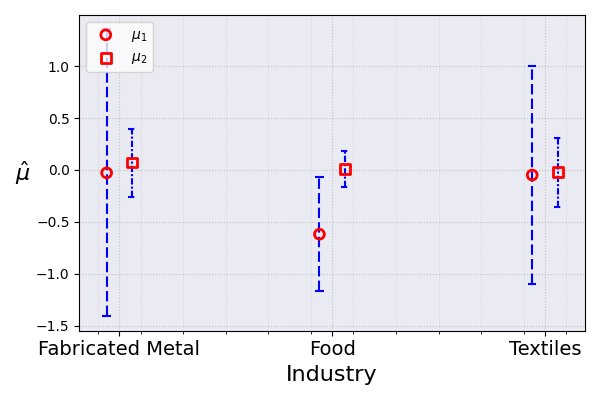 μ₁
μ₂
1.0
0.5
0.0
−0.5
−1.0
−1.5
μ̂
Fabricated Metal Food Textiles
Industry